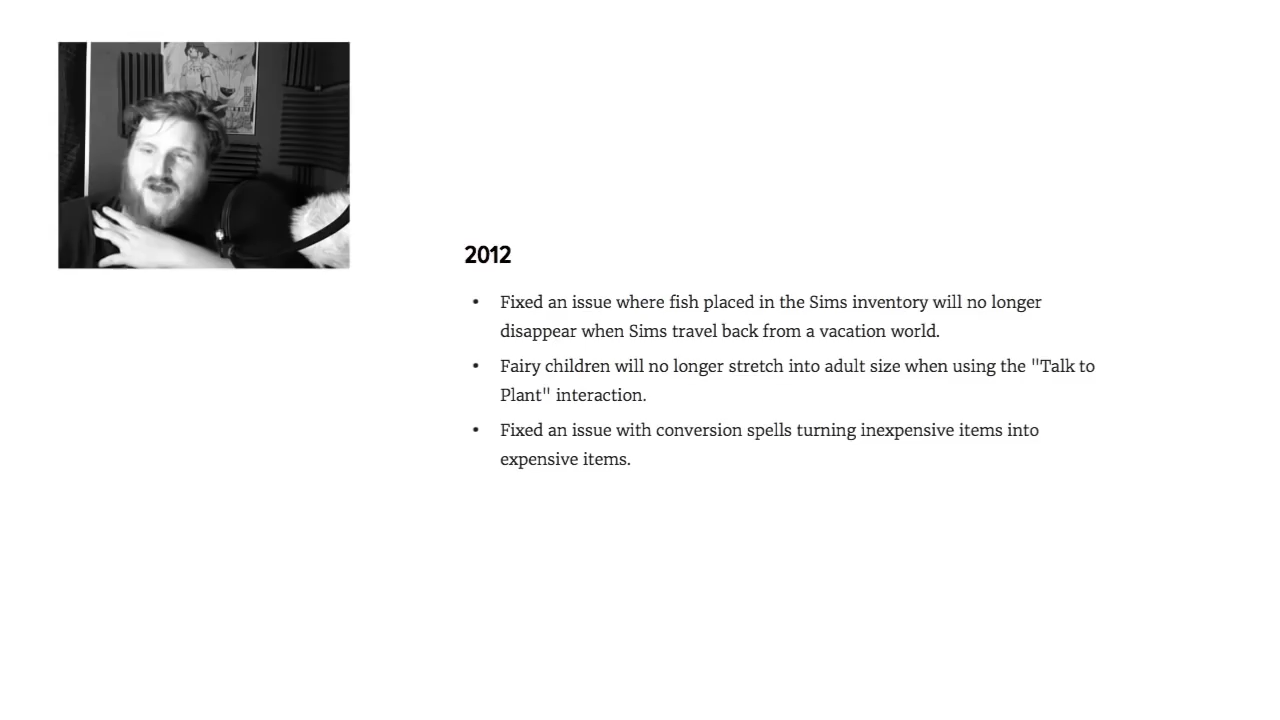 2012
• Fixed an issue where fish placed in the Sims inventory will no longer
disappear when Sims travel back from a vacation world.
• Fairy children will no longer stretch into adult size when using the "Talk to
Plant" interaction.
• Fixed an issue with conversion spells turning inexpensive items into
expensive items.